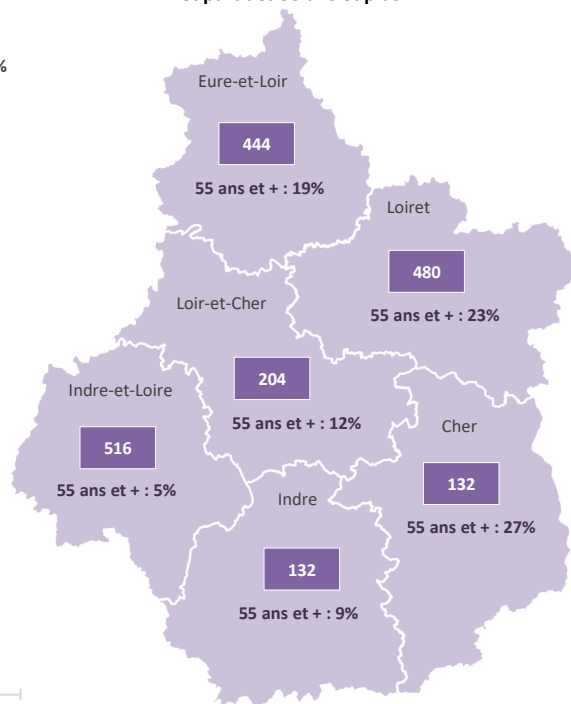 %
Eure-et-Loir
444
55 ans et + : 19%
Loiret
480
55 ans et + : 23%
Loir-et-Cher
204
55 ans et + : 12%
Indre-et-Loire
516
55 ans et + : 5%
Cher
132
55 ans et + : 27%
Indre
132
55 ans et + : 9%